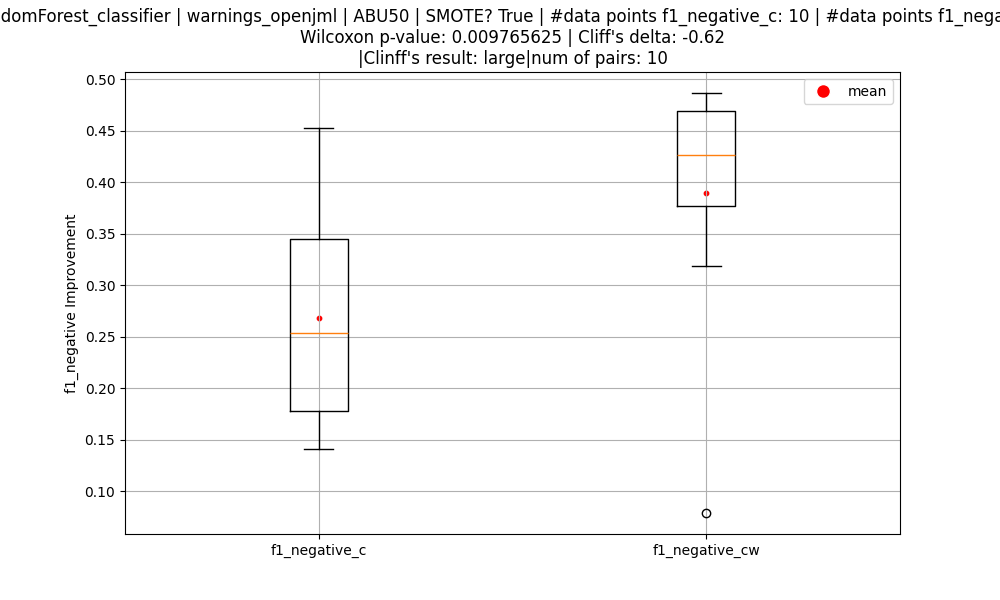 domForest_classifier | warnings_openjml | ABU50 | SMOTE? True | #data points f1_negative_c: 10 | #data points f1_nega
Wilcoxon p-value: 0.009765625 | Cliff's delta: -0.62
|Clinff's result: large|num of pairs: 10
mean
0.50
0.45
0.40
0.35
0.30
0.25
0.20
0.15
0.10
f1_negative Improvement
f1_negative_c
f1_negative_cw